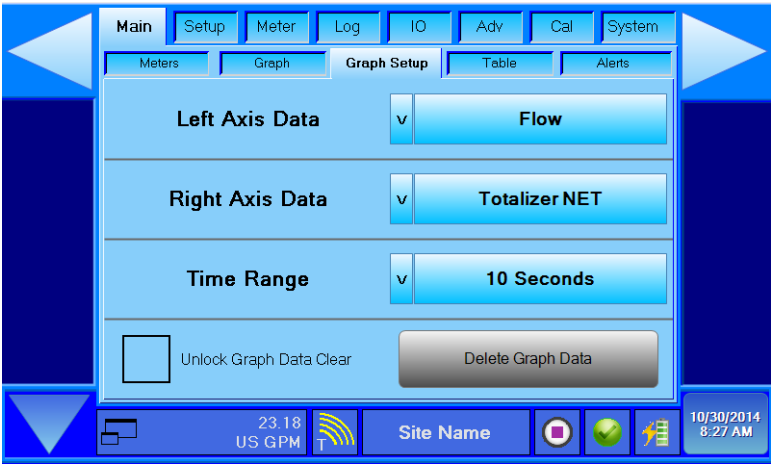 Main Setup Meter Log IO Adv Cal System
Meters Graph Graph Setup Table Alerts
Left Axis Data v Flow
Right Axis Data v Totalizer NET
Time Range v 10 Seconds
Unlock Graph Data Clear Delete Graph Data
23.18
US GPM T Site Name
10/30/2014
8:27 AM